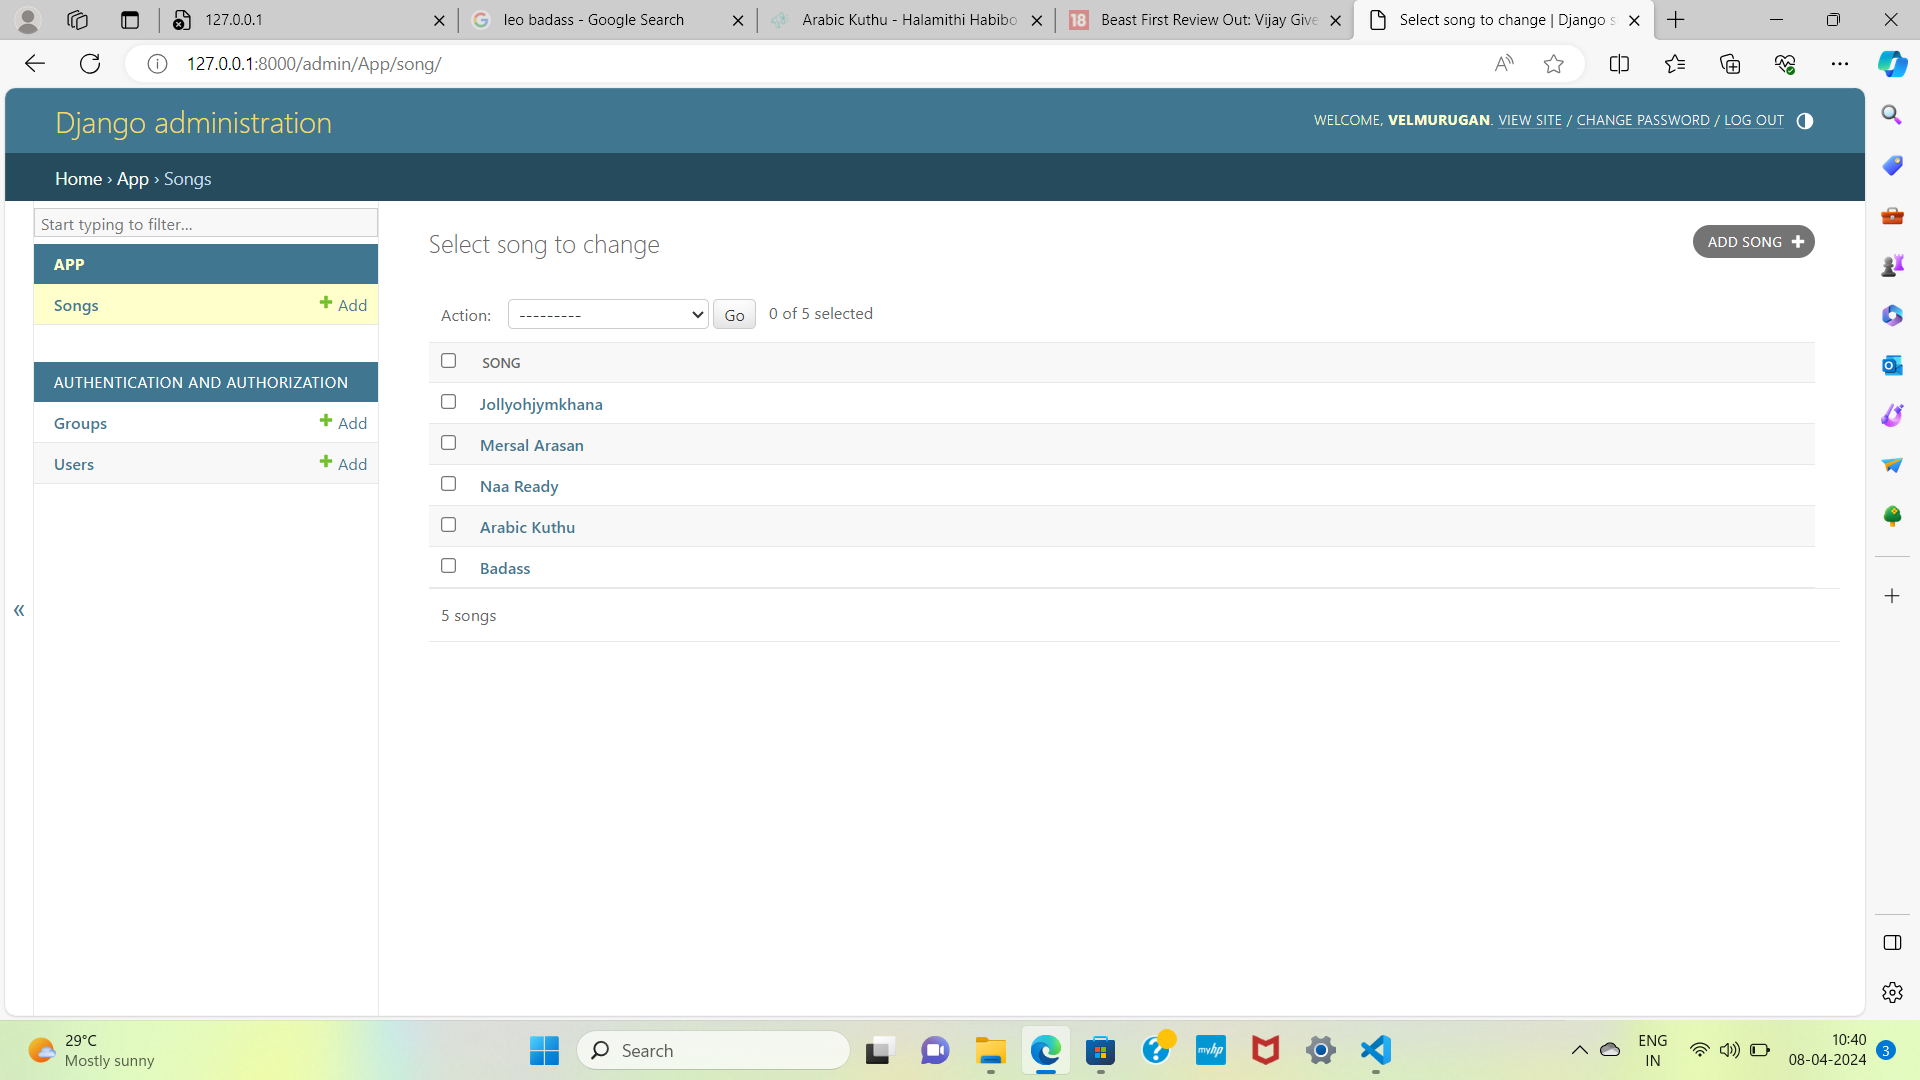 127.0.0.1
leo badass - Google Search
Arabic Kuthu - Halamithi Habibo
18 Beast First Review Out: Vijay Give
Select song to change | Django s
127.0.0.1:8000/admin/App/song/
Django administration
WELCOME, VELMURUGAN. VIEW SITE / CHANGE PASSWORD / LOG OUT
Home › App › Songs
Start typing to filter...
APP
Songs
Add
AUTHENTICATION AND AUTHORIZATION
Groups
Add
Users
Add
«
Select song to change
ADD SONG
Action:
---------
Go
0 of 5 selected
SONG
Jollyohjymkhana
Mersal Arasan
Naa Ready
Arabic Kuthu
Badass
5 songs
29°C
Mostly sunny
Search
myhp
ENG
IN
10:40
08-04-2024
3